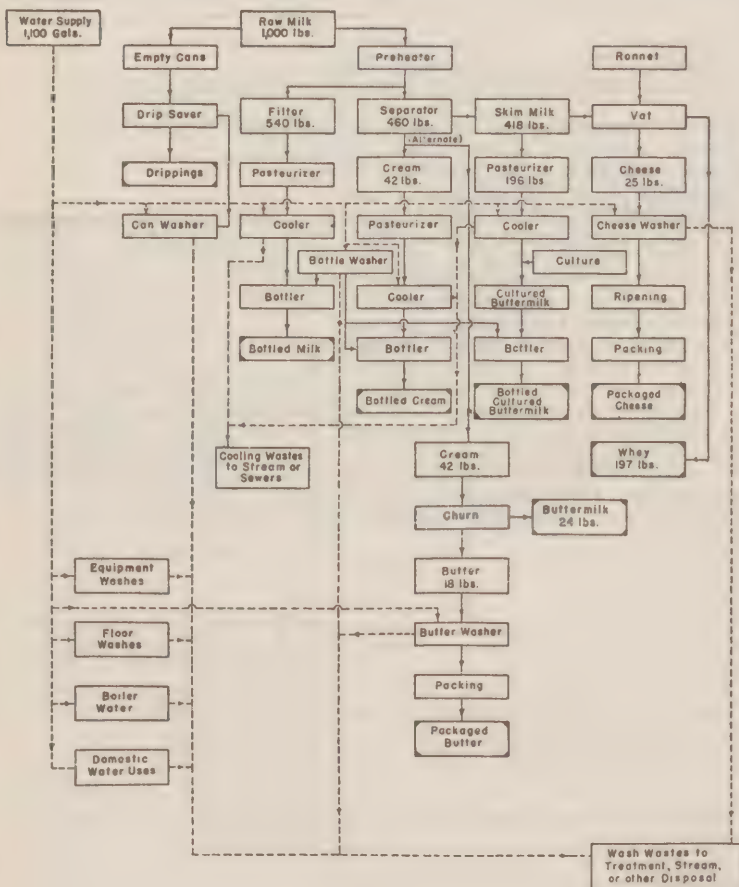 Water Supply
1,100 Gals.
Raw Milk
1,000 lbs.
Empty Cans
Preheater
Rennet
Drip Saver
Filter
540 lbs.
Separator
460 lbs.
Skim Milk
418 lbs.
Vat
(Alternate)
Drippings
Pasteurizer
Cream
42 lbs.
Pasteurizer
196 lbs
Cheese
25 lbs.
Can Washer
Cooler
Pasteurizer
Cooler
Cheese Washer
Bottle Washer
Culture
Bottler
Cooler
Cultured
Buttermilk
Ripening
Bottled Milk
Bottler
Bottler
Packing
Bottled Cream
Bottled
Cultured
Buttermilk
Packaged
Cheese
Cooling Wastes
to Stream or
Sewers
Cream
42 lbs.
Whey
197 lbs.
Churn
Buttermilk
24 lbs.
Equipment
Washes
Butter
18 lbs.
Floor
Washes
Butter Washer
Boiler
Water
Packing
Domestic
Water Uses
Packaged
Butter
Wash Wastes to
Treatment, Stream,
or other Disposal